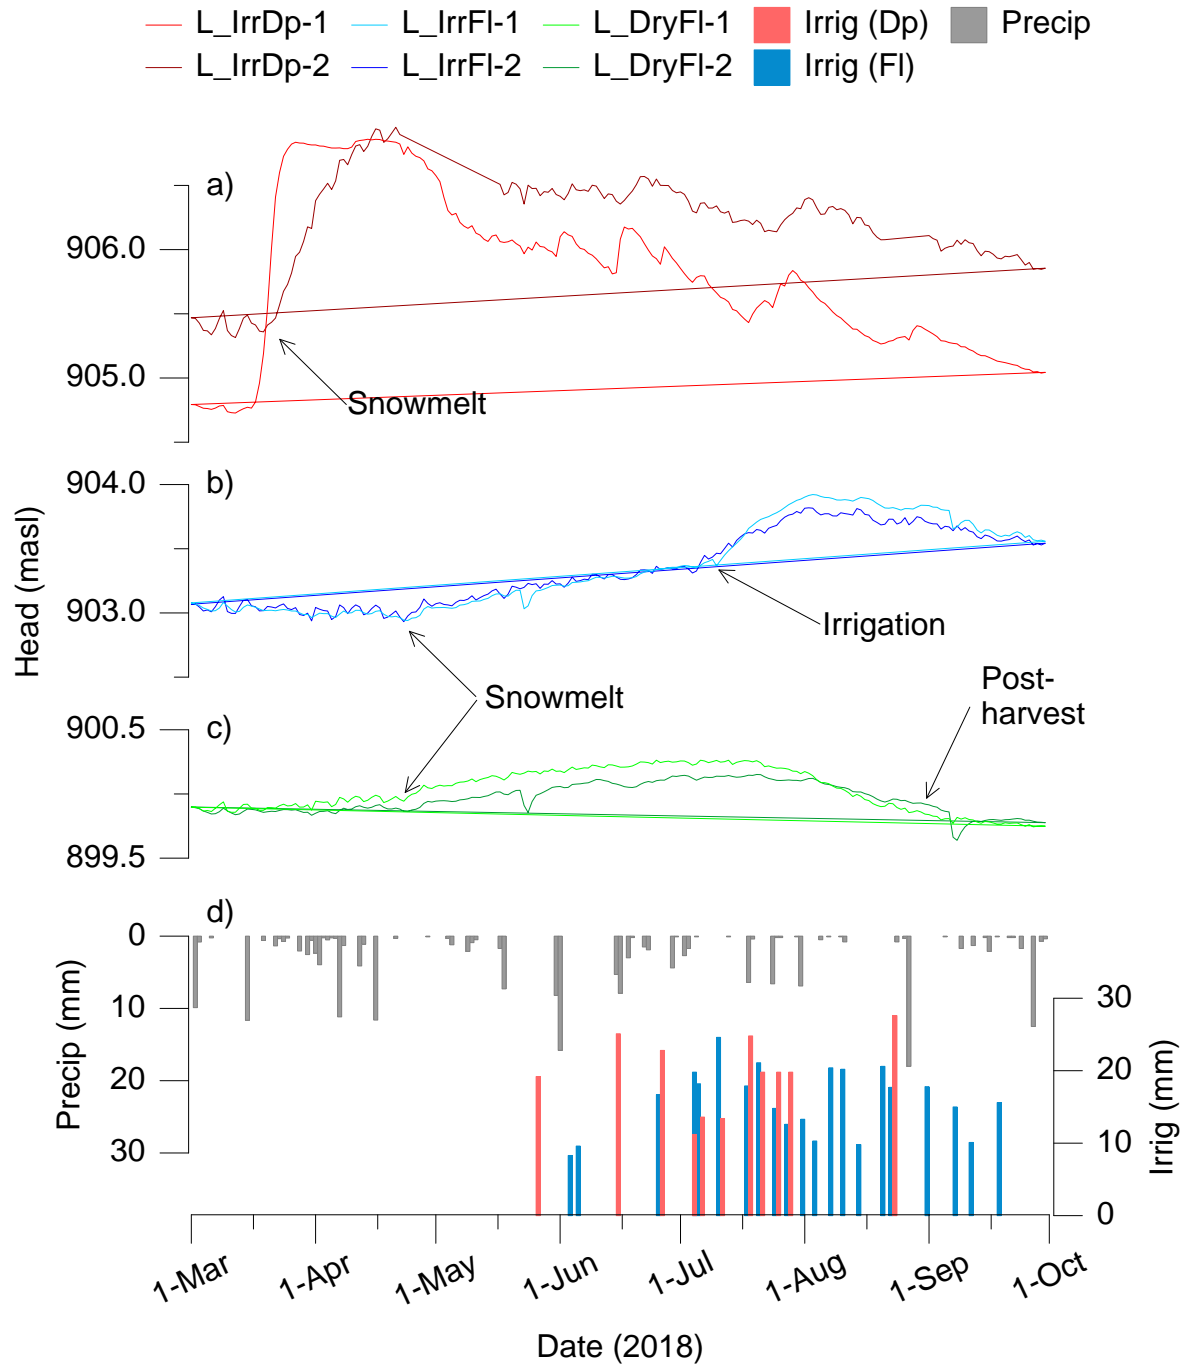 L_IrrDp-1 L_IrrFl-1 L_DryFl-1 Irrig (Dp) Precip
L_IrrDp-2 L_IrrFl-2 L_DryFl-2 Irrig (Fl)
a)
906.0
905.0
Snowmelt
904.0
b)
903.0
Irrigation
Head (masl)
Snowmelt
Post-
harvest
900.5
c)
899.5
d)
0
10
20
30
Precip (mm)
30
20
10
0
Irrig (mm)
1-Mar 1-Apr 1-May 1-Jun 1-Jul 1-Aug 1-Sep 1-Oct
Date (2018)